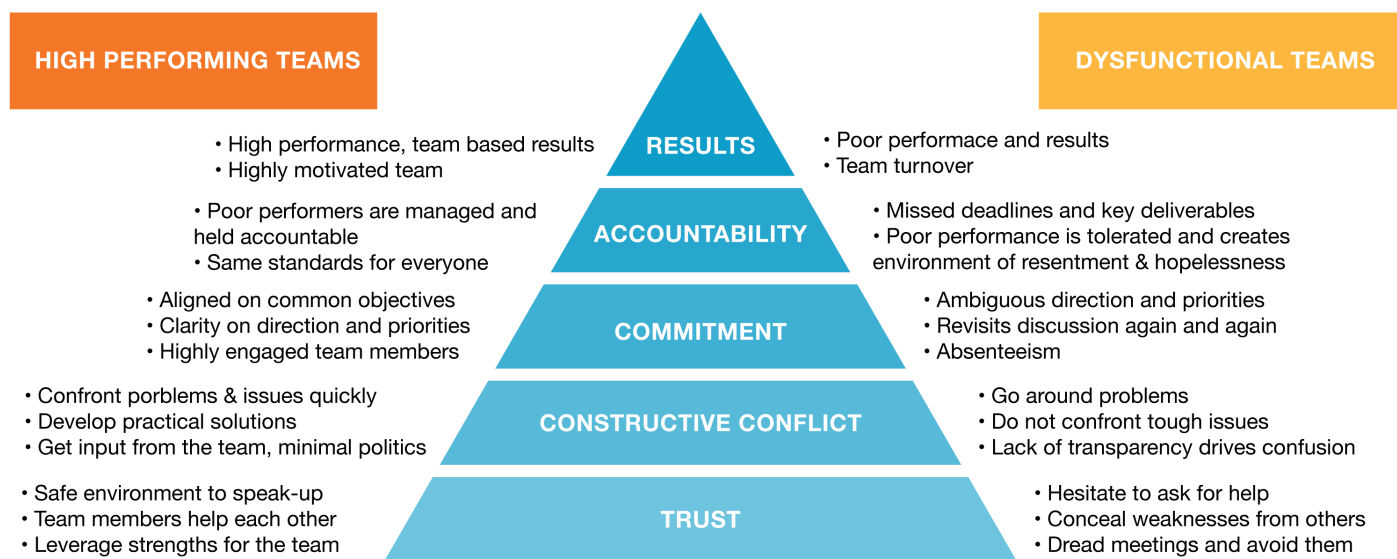 HIGH PERFORMING TEAMS
DYSFUNCTIONAL TEAMS
RESULTS
• High performance, team based results
• Highly motivated team
• Poor performace and results
• Team turnover
ACCOUNTABILITY
• Poor performers are managed and
held accountable
• Same standards for everyone
• Missed deadlines and key deliverables
• Poor performance is tolerated and creates
environment of resentment & hopelessness
COMMITMENT
• Aligned on common objectives
• Clarity on direction and priorities
• Highly engaged team members
• Ambiguous direction and priorities
• Revisits discussion again and again
• Absenteeism
CONSTRUCTIVE CONFLICT
• Confront porblems & issues quickly
• Develop practical solutions
• Get input from the team, minimal politics
• Go around problems
• Do not confront tough issues
• Lack of transparency drives confusion
TRUST
• Safe environment to speak-up
• Team members help each other
• Leverage strengths for the team
• Hesitate to ask for help
• Conceal weaknesses from others
• Dread meetings and avoid them